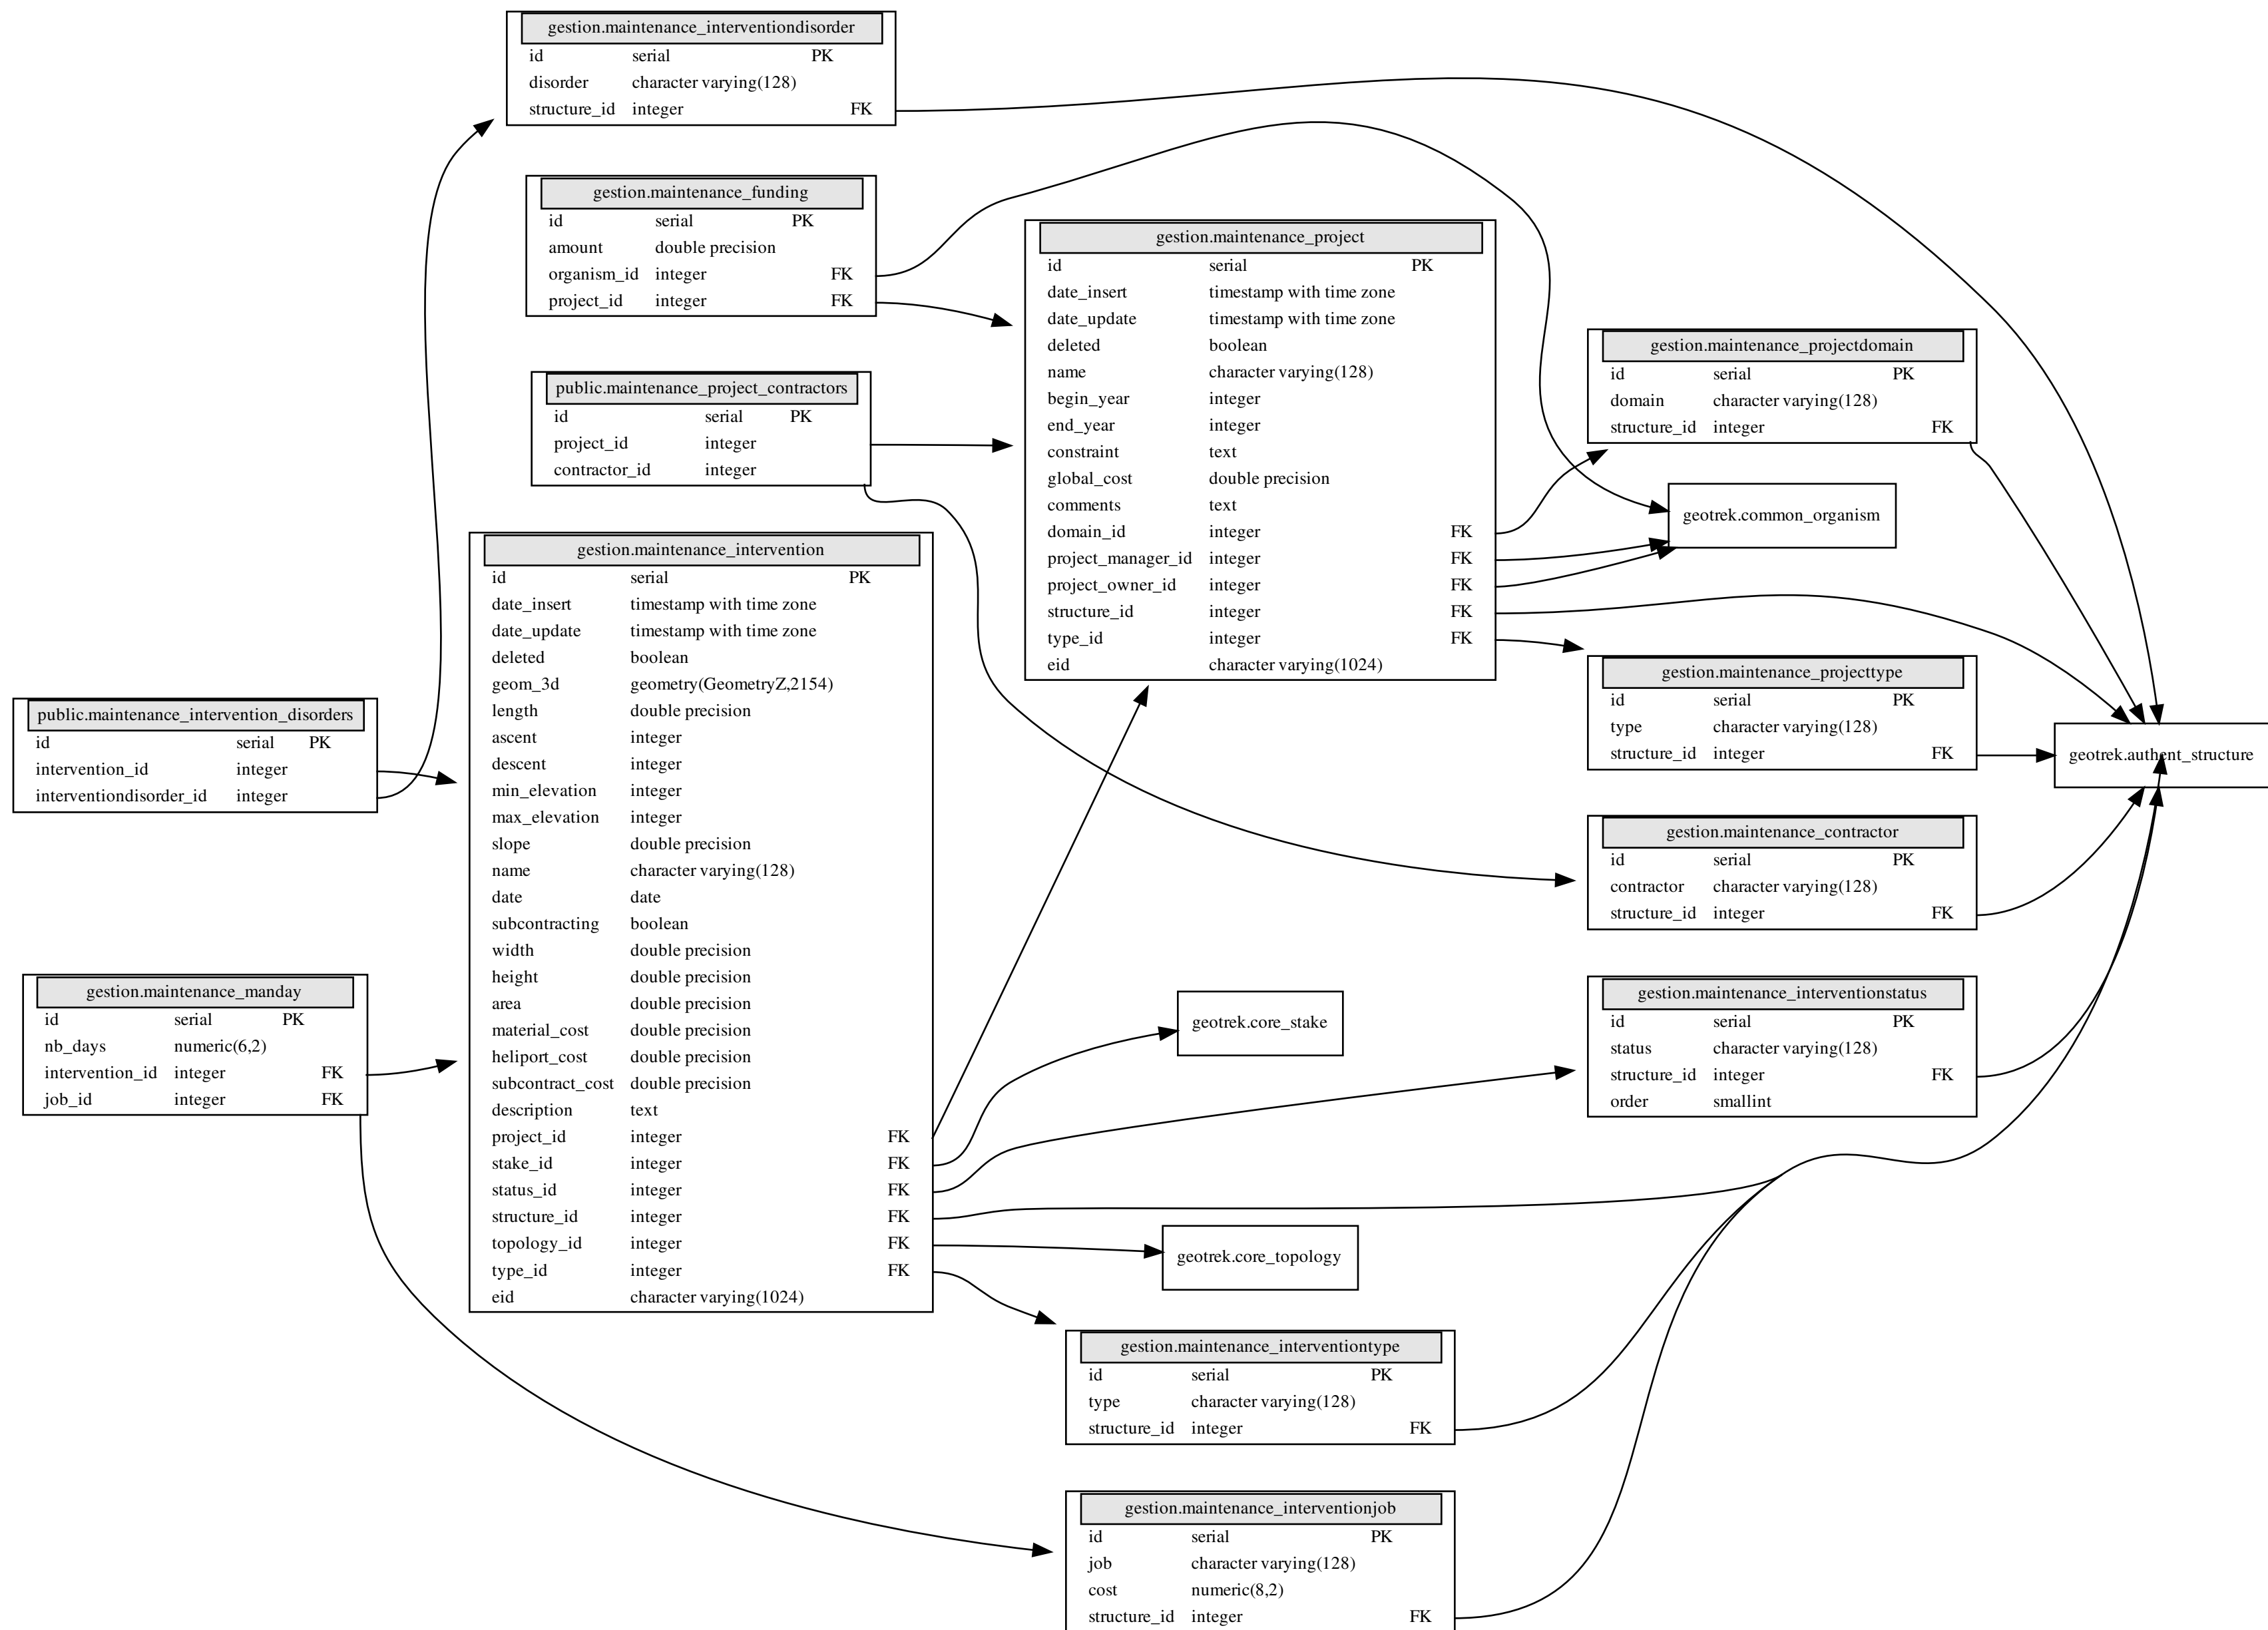 gestion.maintenance_interventiondisorder
id serial PK
disorder character varying(128)
structure_id integer FK
gestion.maintenance_funding
id serial PK
amount double precision
organism_id integer FK
project_id integer FK
public.maintenance_project_contractors
id serial PK
project_id integer
contractor_id integer
gestion.maintenance_project
id serial PK
date_insert timestamp with time zone
date_update timestamp with time zone
deleted boolean
name character varying(128)
begin_year integer
end_year integer
constraint text
global_cost double precision
comments text
domain_id integer FK
project_manager_id integer FK
project_owner_id integer FK
structure_id integer FK
type_id integer FK
eid character varying(1024)
gestion.maintenance_projectdomain
id serial PK
domain character varying(128)
structure_id integer FK
geotrek.common_organism
gestion.maintenance_projecttype
id serial PK
type character varying(128)
structure_id integer FK
geotrek.authent_structure
gestion.maintenance_contractor
id serial PK
contractor character varying(128)
structure_id integer FK
gestion.maintenance_intervention
id serial PK
date_insert timestamp with time zone
date_update timestamp with time zone
deleted boolean
geom_3d geometry(GeometryZ,2154)
length double precision
ascent integer
descent integer
min_elevation integer
max_elevation integer
slope double precision
name character varying(128)
date date
subcontracting boolean
width double precision
height double precision
area double precision
material_cost double precision
heliport_cost double precision
subcontract_cost double precision
description text
project_id integer FK
stake_id integer FK
status_id integer FK
structure_id integer FK
topology_id integer FK
type_id integer FK
eid character varying(1024)
public.maintenance_intervention_disorders
id serial PK
intervention_id integer
interventiondisorder_id integer
gestion.maintenance_manday
id serial PK
nb_days numeric(6,2)
intervention_id integer FK
job_id integer FK
geotrek.core_stake
gestion.maintenance_interventionstatus
id serial PK
status character varying(128)
structure_id integer FK
order smallint
geotrek.core_topology
gestion.maintenance_interventiontype
id serial PK
type character varying(128)
structure_id integer FK
gestion.maintenance_interventionjob
id serial PK
job character varying(128)
cost numeric(8,2)
structure_id integer FK